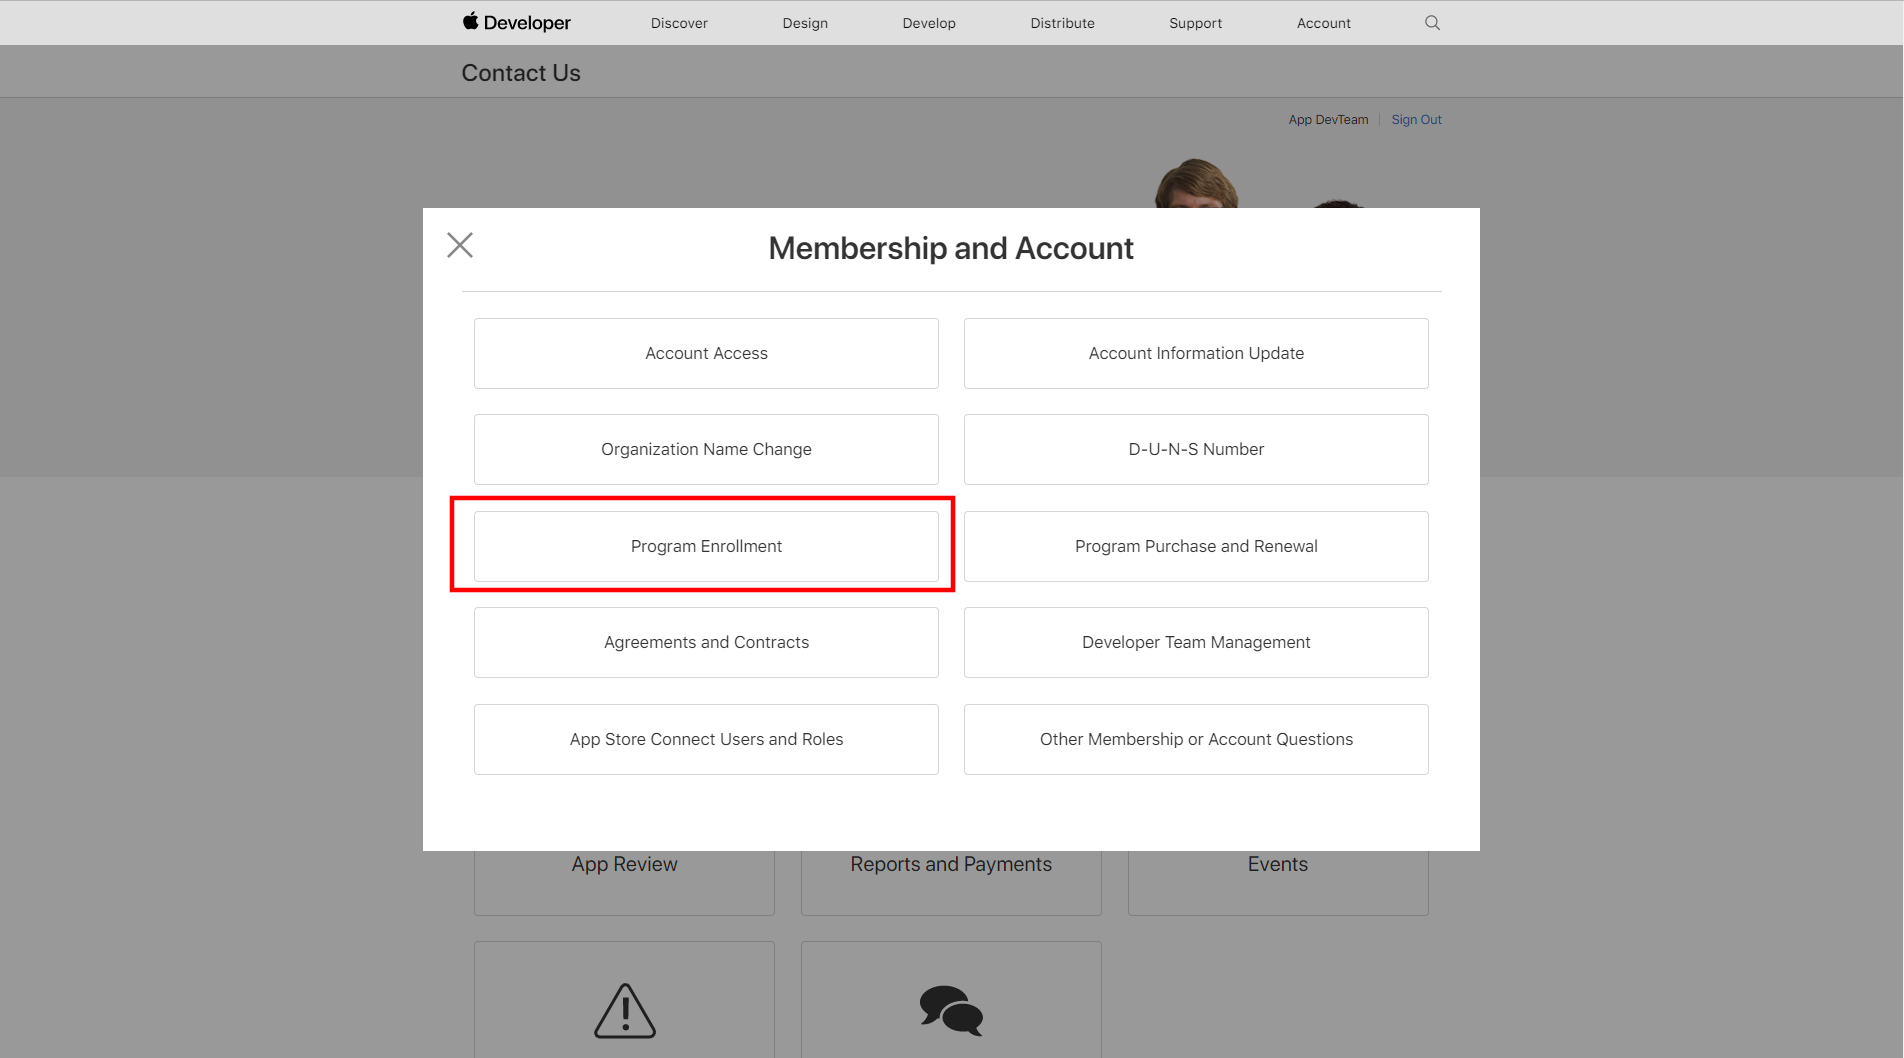 Developer
Discover
Design
Develop
Distribute
Support
Account
Contact Us
App DevTeam
Sign Out
Membership and Account
Account Access
Account Information Update
Organization Name Change
D-U-N-S Number
Program Enrollment
Program Purchase and Renewal
Agreements and Contracts
Developer Team Management
App Store Connect Users and Roles
Other Membership or Account Questions
App Review
Reports and Payments
Events